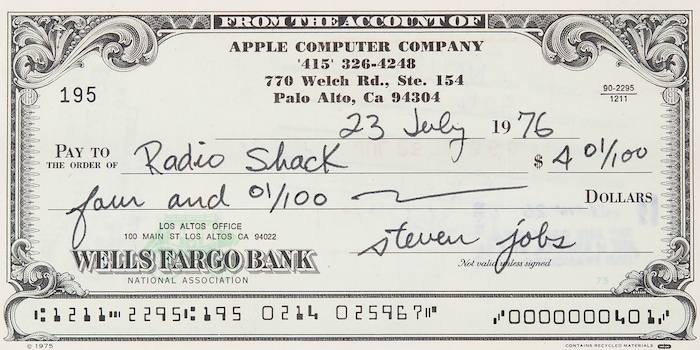 FROM THE ACCOUNT OF
APPLE COMPUTER COMPANY
'415' 326-4248
770 Welch Rd., Ste. 154
Palo Alto, Ca 94304
195
90-2295
1211
23 July 1976
PAY TO
THE ORDER OF Radio Shack $ 4 01/100
four and 01/100 DOLLARS
LOS ALTOS OFFICE
100 MAIN ST LOS ALTOS CA 94022
steven jobs
WELLS FARGO BANK
Not valid unless signed
NATIONAL ASSOCIATION
75
⑆1211⑉2295⑆195 0214 025967⑈ ⑇0000000401⑇
© 1975
CONTAINS RECYCLED MATERIALS